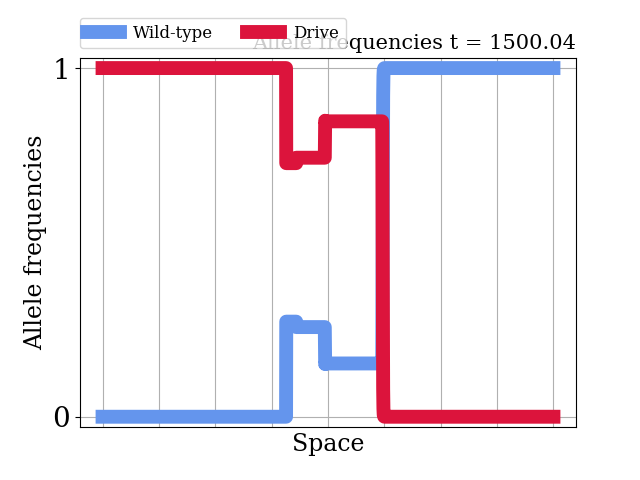 Wild-type Drive
Allele frequencies t = 1500.04
1
Allele frequencies
0
Space